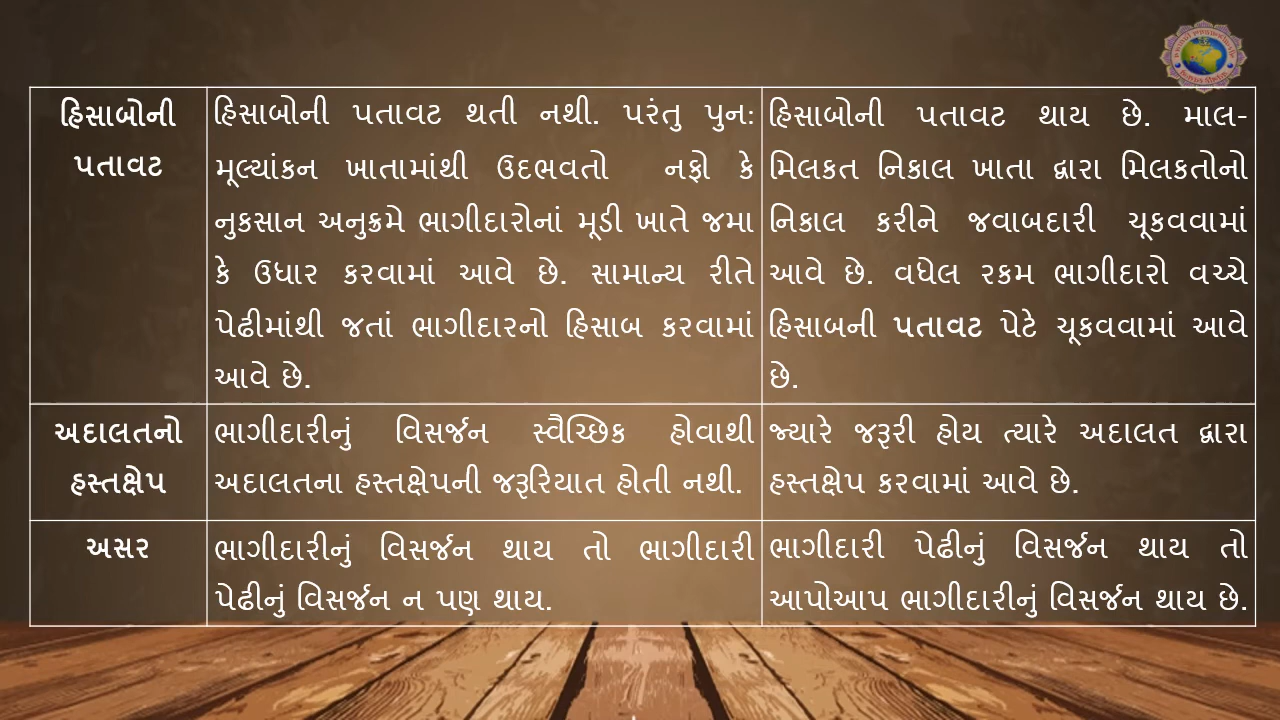 હિસાબોની
પતાવટ
હિસાબોની પતાવટ થતી નથી. પરંતુ પુન:
મૂલ્યાંકન ખાતામાંથી ઉદભવતો નફો કે
નુકસાન અનુક્રમે ભાગીદારોનાં મૂડી ખાતે જમા
કે ઉધાર કરવામાં આવે છે. સામાન્ય રીતે
પેઢીમાંથી જતાં ભાગીદારનો હિસાબ કરવામાં
આવે છે.
હિસાબોની પતાવટ થાય છે. માલ-
મિલકત નિકાલ ખાતા દ્વારા મિલકતોનો
નિકાલ કરીને જવાબદારી ચૂકવવામાં
આવે છે. વધેલ રકમ ભાગીદારો વચ્ચે
હિસાબની પતાવટ પેટે ચૂકવવામાં આવે
છે.
અદાલતનો
હસ્તક્ષેપ
ભાગીદારીનું વિસર્જન સ્વૈચ્છિક હોવાથી
અદાલતના હસ્તક્ષેપની જરૂરિયાત હોતી નથી.
જ્યારે જરૂરી હોય ત્યારે અદાલત દ્વારા
હસ્તક્ષેપ કરવામાં આવે છે.
અસર
ભાગીદારીનું વિસર્જન થાય તો ભાગીદારી
પેઢીનું વિસર્જન ન પણ થાય.
ભાગીદારી પેઢીનું વિસર્જન થાય તો
આપોઆપ ભાગીદારીનું વિસર્જન થાય છે.